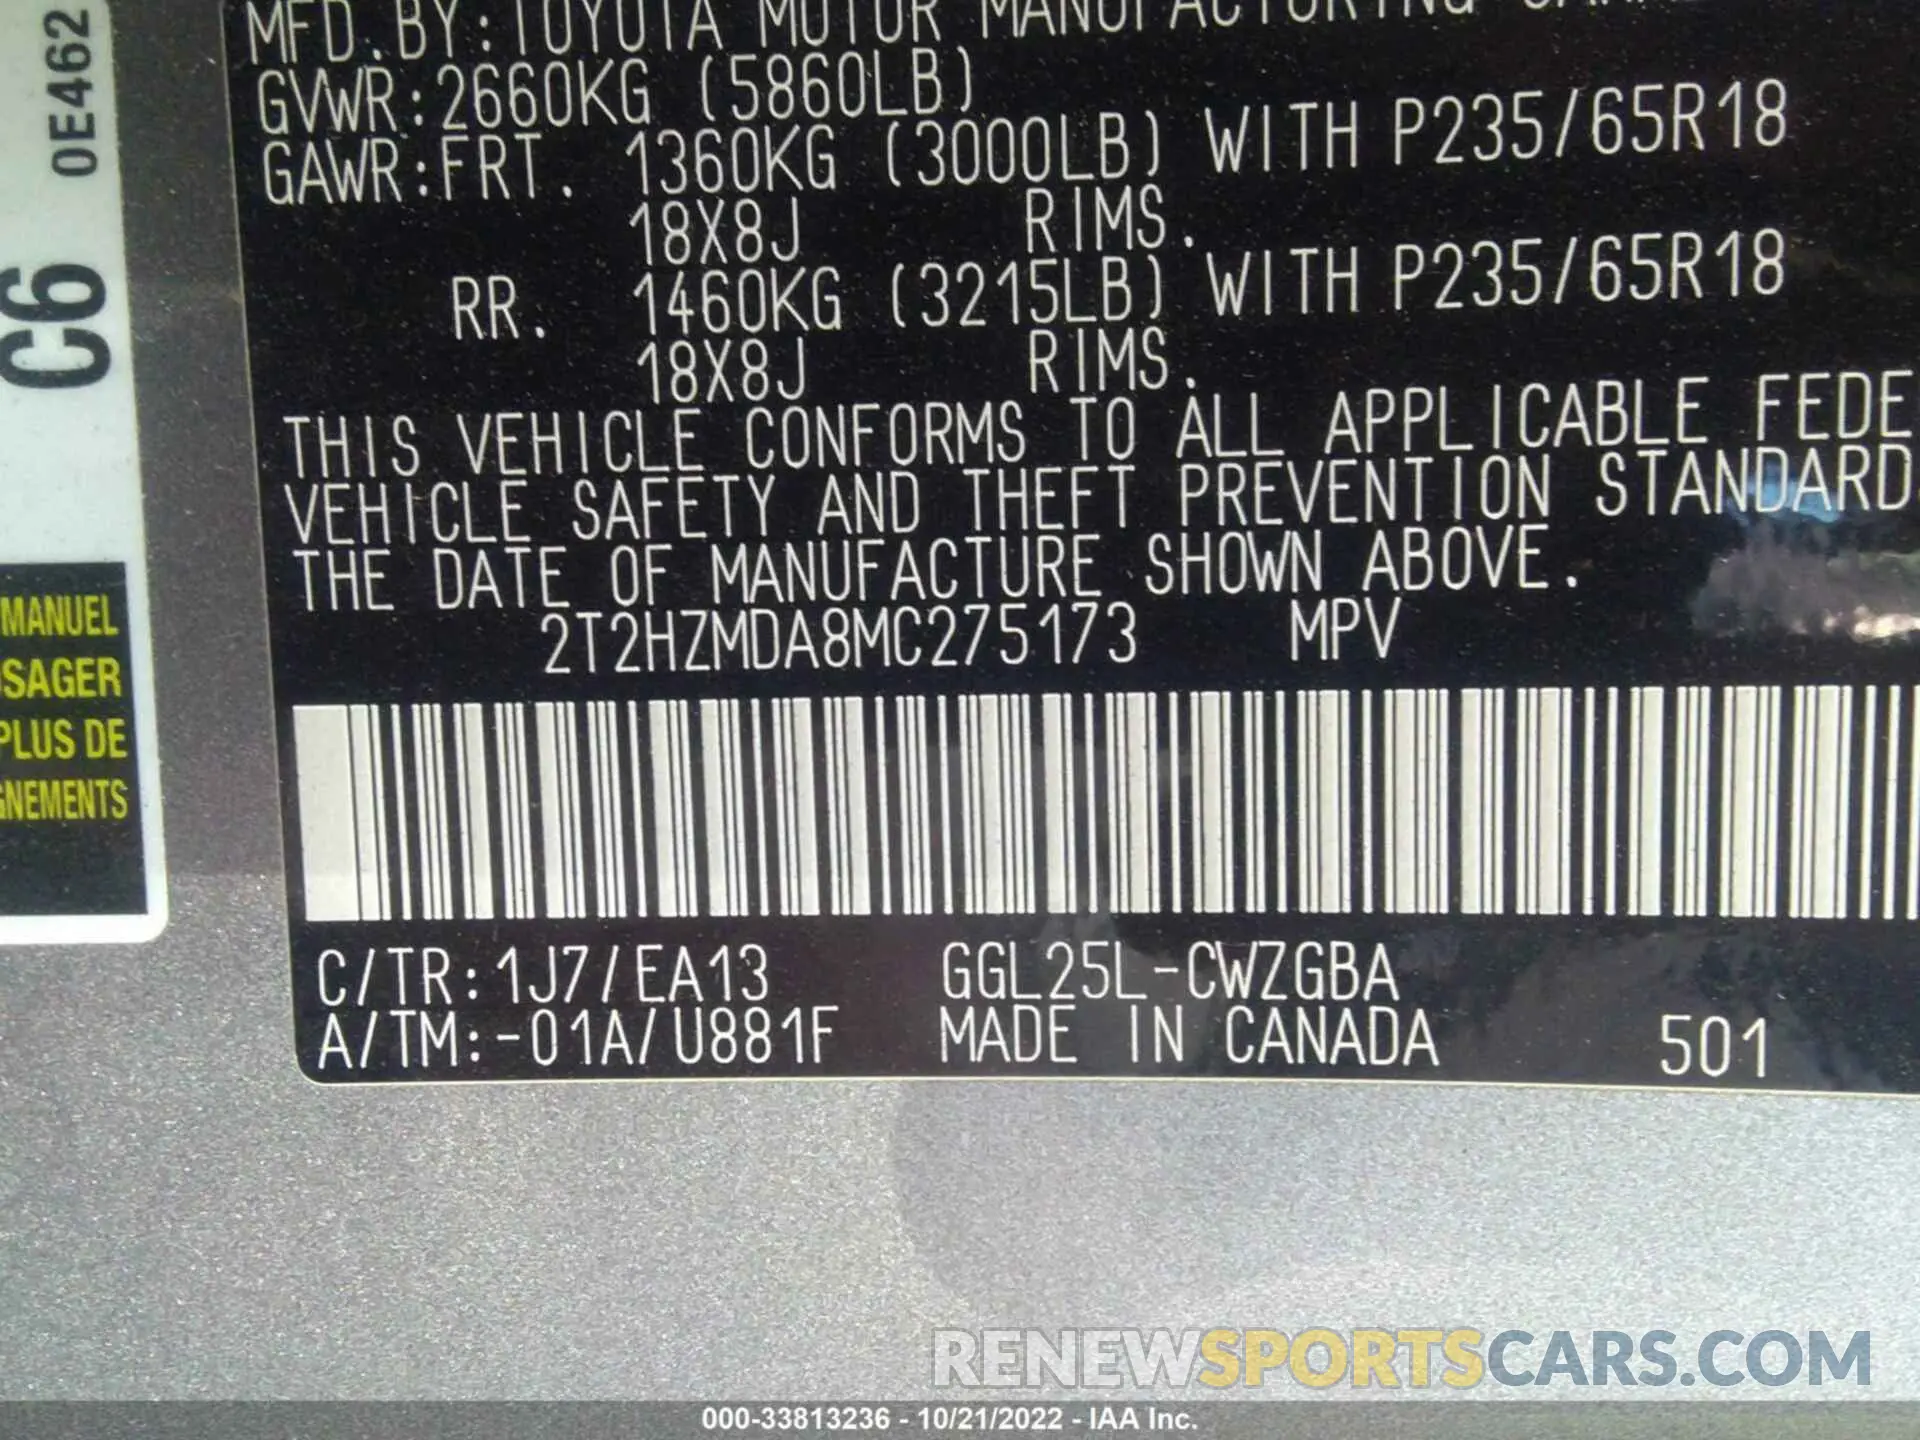 MFD.BY:TOYOTA MOTOR MANUFACTURING
GVWR:2660KG (5860LB)
GAWR:FRT. 1360KG (3000LB) WITH P235/65R18
18X8J RIMS.
RR. 1460KG (3215LB) WITH P235/65R18
18X8J RIMS.
THIS VEHICLE CONFORMS TO ALL APPLICABLE FEDE
VEHICLE SAFETY AND THEFT PREVENTION STANDARD
THE DATE OF MANUFACTURE SHOWN ABOVE.
2T2HZMDA8MC275173 MPV
C/TR:1J7/EA13 GGL25L-CWZGBA
A/TM:-01A/U881F MADE IN CANADA 501
0E462
C6
MANUEL
SAGER
PLUS DE
GNEMENTS
RENEWSPORTSCARS.COM
000-33813236 - 10/21/2022 - IAA Inc.